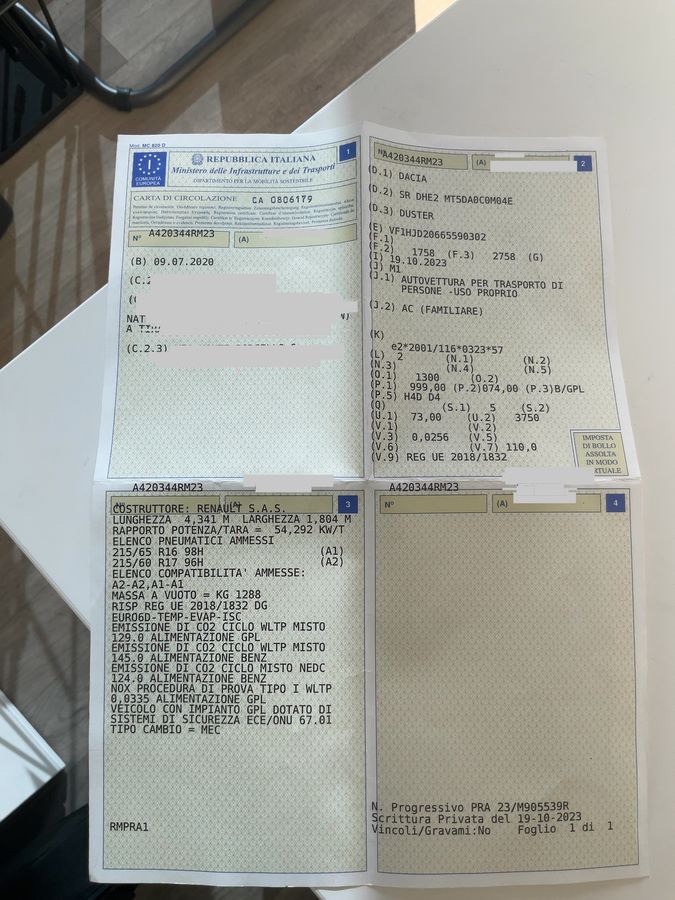 Mod. MC 820 D
COMUNITÀ
EUROPEA
REPUBBLICA ITALIANA
Ministero delle Infrastrutture e dei Trasporti
DIPARTIMENTO PER LA MOBILITÀ SOSTENIBILE
1
CARTA DI CIRCOLAZIONE CA 0806179
N° A420344RM23 (A)
(B) 09.07.2020
(C.2
NAT
(C.2.3)
N° A420344RM23 (A) 2
(D.1) DACIA
(D.2) SR DHE2 MT5DA0C0M04E
(D.3) DUSTER
(E) VF1HJD20665590302
(F.1)
(F.2) 1758 (F.3) 2758 (G)
(I) 19.10.2023
(J) M1
(J.1) AUTOVETTURA PER TRASPORTO DI
PERSONE -USO PROPRIO
(J.2) AC (FAMILIARE)
(K)
e2*2001/116*0323*57
(L) 2 (N.1) (N.2)
(N.3) (N.4) (N.5)
(O.1) 1300 (O.2)
(P.1) 999,00 (P.2)074,00 (P.3)B/GPL
(P.5) H4D D4
(Q) (S.1) 5 (S.2)
(U.1) 73,00 (U.2) 3750
(V.1) (V.2)
(V.3) 0,0256 (V.5)
(V.6) (V.7) 110,0
(V.9) REG UE 2018/1832
IMPOSTA
DI BOLLO
ASSOLTA
IN MODO
RTUALE
A420344RM23
N° (A) 3
COSTRUTTORE: RENAULT S.A.S.
LUNGHEZZA 4,341 M LARGHEZZA 1,804 M
RAPPORTO POTENZA/TARA = 54,292 KW/T
ELENCO PNEUMATICI AMMESSI
215/65 R16 98H (A1)
215/60 R17 96H (A2)
ELENCO COMPATIBILITA' AMMESSE:
A2-A2,A1-A1
MASSA A VUOTO = KG 1288
RISP REG UE 2018/1832 DG
EURO6D-TEMP-EVAP-ISC
EMISSIONE DI CO2 CICLO WLTP MISTO
129.0 ALIMENTAZIONE GPL
EMISSIONE DI CO2 CICLO WLTP MISTO
145.0 ALIMENTAZIONE BENZ
EMISSIONE DI CO2 CICLO MISTO NEDC
124.0 ALIMENTAZIONE BENZ
NOX PROCEDURA DI PROVA TIPO I WLTP
0,0335 ALIMENTAZIONE GPL
VEICOLO CON IMPIANTO GPL DOTATO DI
SISTEMI DI SICUREZZA ECE/ONU 67.01
TIPO CAMBIO = MEC
RMPRA1
A420344RM23
N° (A) 4
N. Progressivo PRA 23/M905539R
Scrittura Privata del 19-10-2023
Vincoli/Gravami:No Foglio 1 di 1